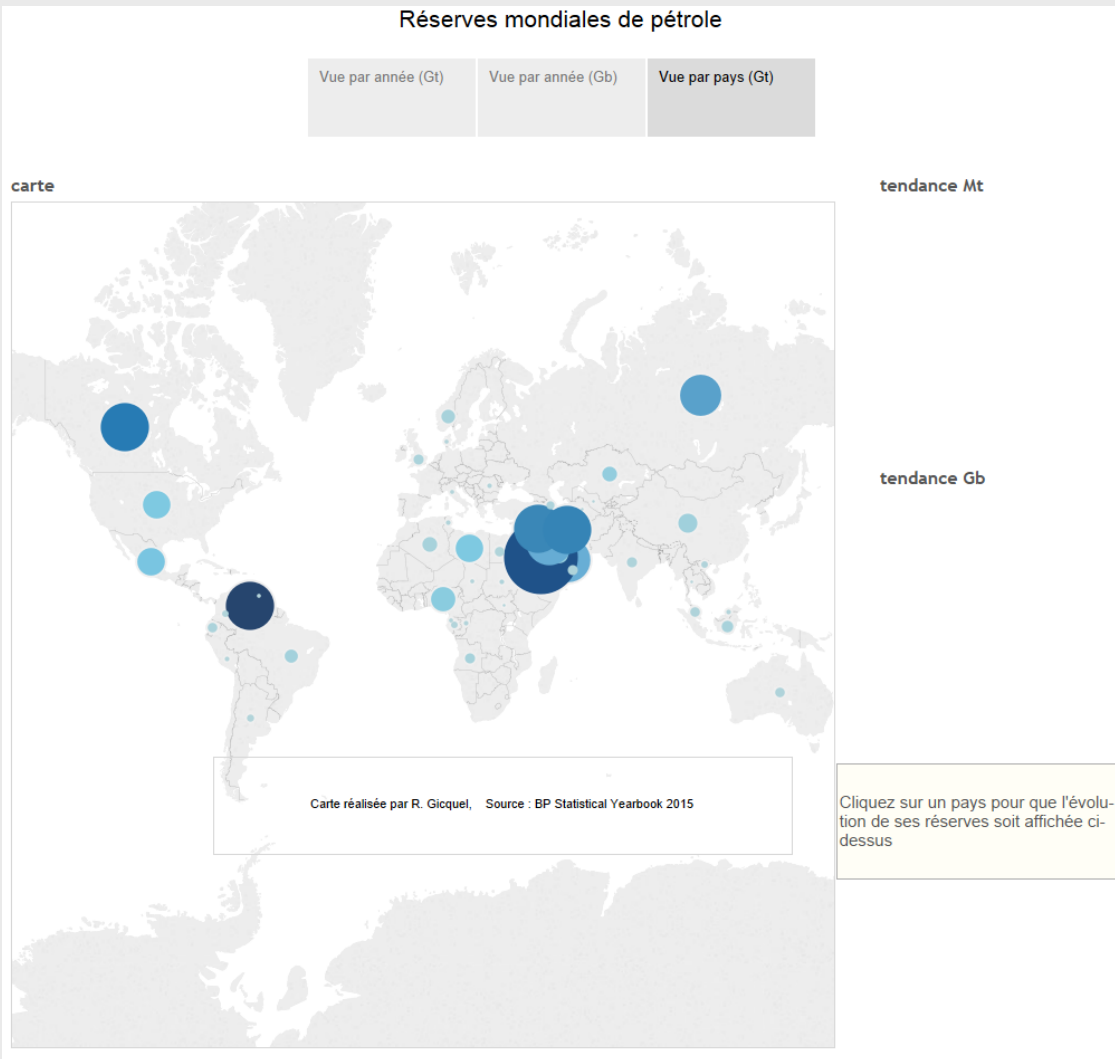 Réserves mondiales de pétrole
Vue par année (Gt)
Vue par année (Gb)
Vue par pays (Gt)
carte
tendance Mt
tendance Gb
Carte réalisée par R. Gicquel, Source : BP Statistical Yearbook 2015
Cliquez sur un pays pour que l'évolu-
tion de ses réserves soit affichée ci-
dessus